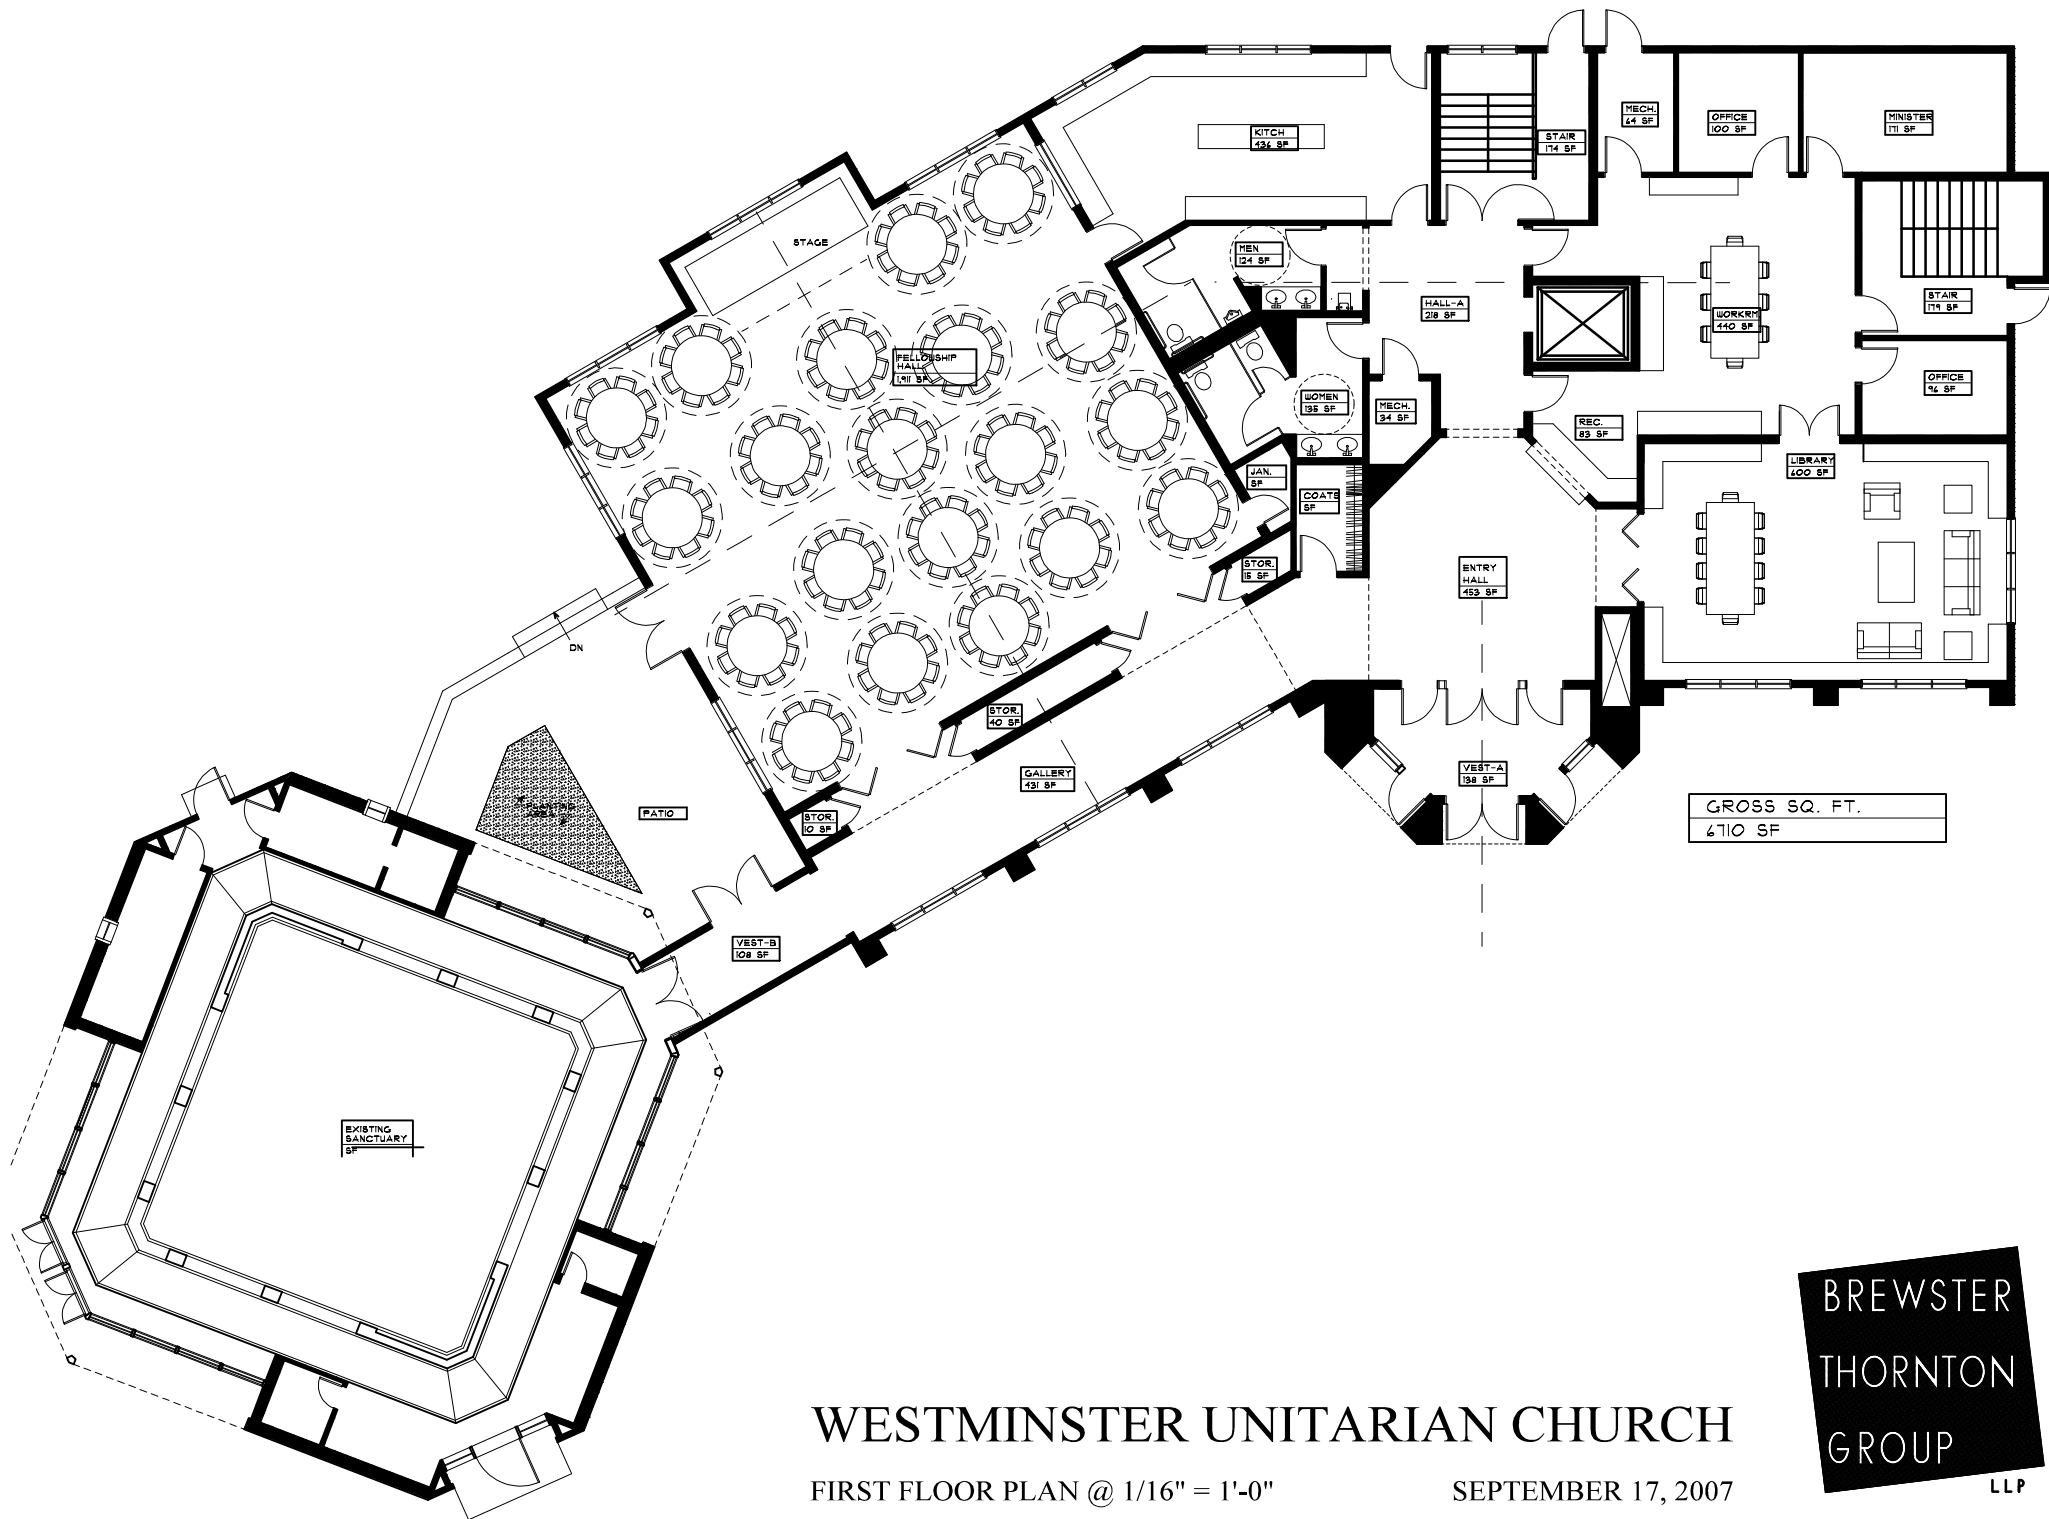 KITCH
436 SF
STAIR
174 SF
MECH.
64 SF
OFFICE
100 SF
MINISTER
171 SF
STAGE
MEN
124 SF
HALL-A
218 SF
WORKRM
440 SF
STAIR
179 SF
FELLOWSHIP
HALL
1,911 SF
WOMEN
135 SF
MECH.
34 SF
OFFICE
96 SF
REC.
83 SF
LIBRARY
600 SF
JAN.
SF
COATS
SF
STOR.
15 SF
ENTRY
HALL
453 SF
DN
STOR.
40 SF
GALLERY
431 SF
VEST-A
138 SF
PLANTING
AREA
PATIO
STOR.
10 SF
GROSS SQ. FT.
6710 SF
VEST-B
108 SF
EXISTING
SANCTUARY
SF
BREWSTER
THORNTON
GROUP
LLP
WESTMINSTER UNITARIAN CHURCH
FIRST FLOOR PLAN @ 1/16" = 1'-0" SEPTEMBER 17, 2007